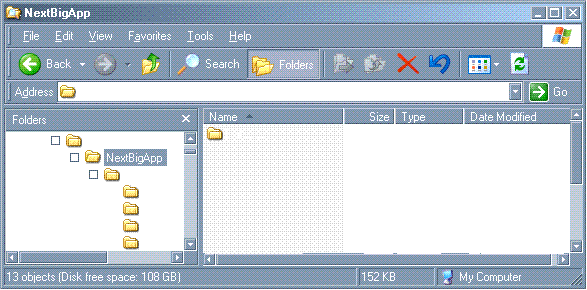 NextBigApp
File Edit View Favorites Tools Help
Back Search Folders
Address Go
Folders
Name Size Type Date Modified
NextBigApp
13 objects (Disk free space: 108 GB) 152 KB My Computer